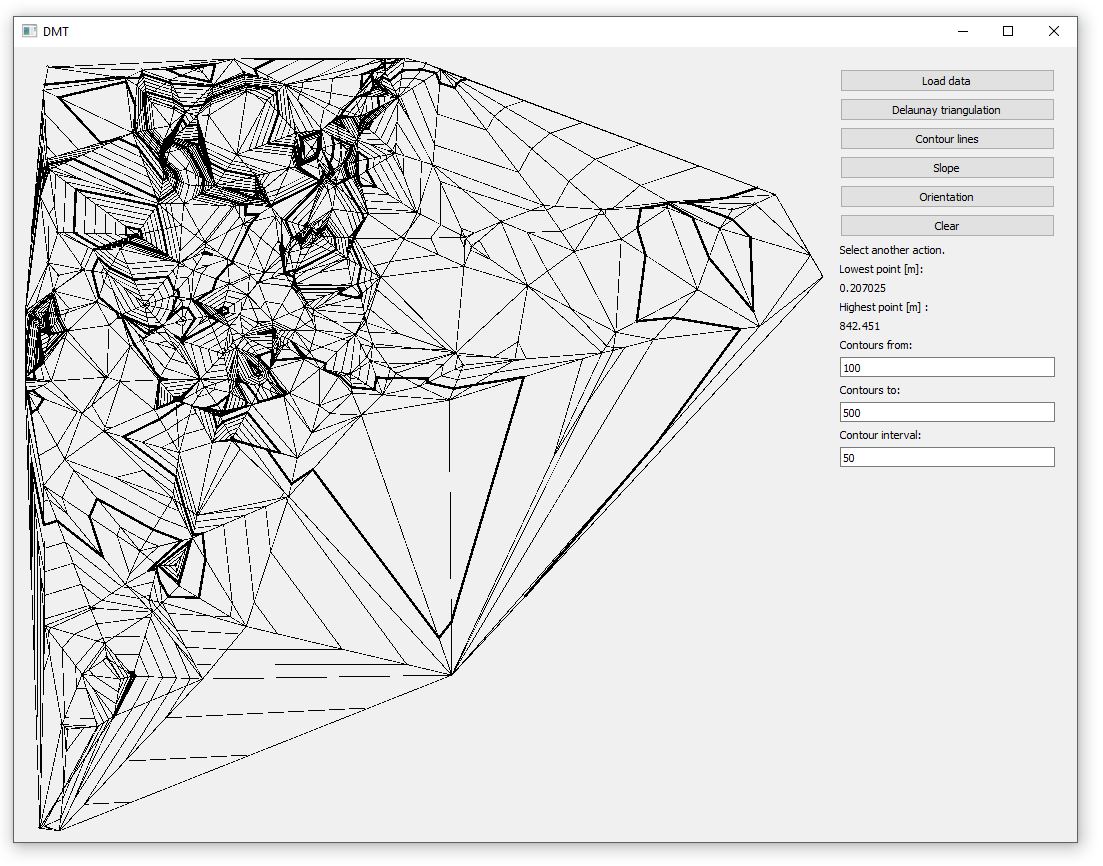 DMT
Load data
Delaunay triangulation
Contour lines
Slope
Orientation
Clear
Select another action.
Lowest point [m]:
0.207025
Highest point [m] :
842.451
Contours from:
100
Contours to:
500
Contour interval:
50